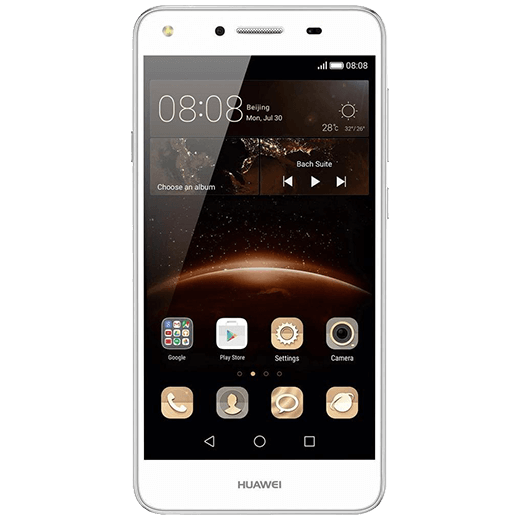 08:08
08:08
Beijing
Mon, Jul 30
28°C 32°/26°
Bach Suite
Choose an album
Google
Play Store
Settings
Camera
HUAWEI